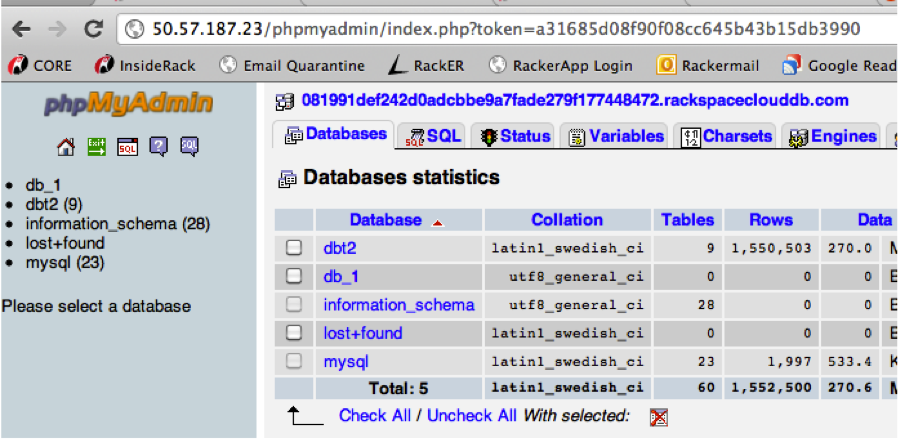 50.57.187.23/phpmyadmin/index.php?token=a31685d08f90f08cc645b43b15db3990
CORE InsideRack Email Quarantine RackER RackerApp Login Rackermail Google Read
phpMyAdmin
Exit SQL ? SQL
db_1
dbt2 (9)
information_schema (28)
lost+found
mysql (23)
Please select a database
081991def242d0adcbbe9a7fade279f177448472.rackspaceclouddb.com
Databases SQL Status Variables Charsets Engines
Databases statistics
Database Collation Tables Rows Data
dbt2 latin1_swedish_ci 9 1,550,503 270.0 M
db_1 utf8_general_ci 0 0 0 B
information_schema utf8_general_ci 28 0 0 B
lost+found latin1_swedish_ci 0 0 0 B
mysql latin1_swedish_ci 23 1,997 533.4 K
Total: 5 latin1_swedish_ci 60 1,552,500 270.6 M
Check All / Uncheck All With selected: